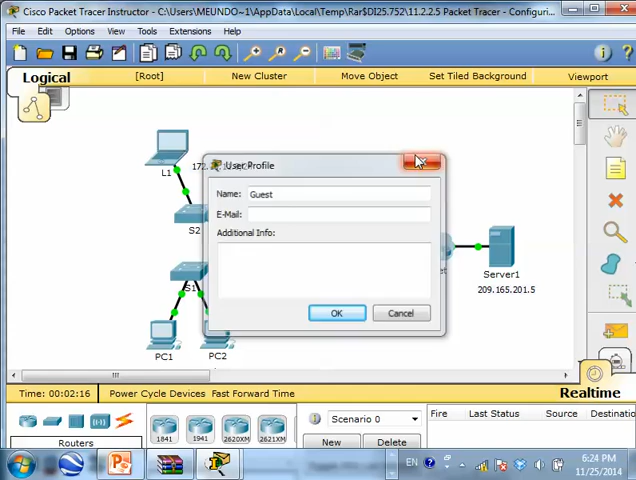 Cisco Packet Tracer Instructor - C:\Users\MEUNDO~1\AppData\Local\Temp\Rar$DI25.752\11.2.2.5 Packet Tracer - Configuri...
File Edit Options View Tools Extensions Help
Logical [Root] New Cluster Move Object Set Tiled Background Viewport
User Profile
L1
172.
Name: Guest
E-Mail:
S2
Additional Info:
S1
Server1
209.165.201.5
OK Cancel
PC1 PC2
Time: 00:02:16 Power Cycle Devices Fast Forward Time Realtime
Scenario 0 Fire Last Status Source Destinatio
1841 1941 2620XM 2621XM
Routers New Delete
EN 6:24 PM
11/25/2014